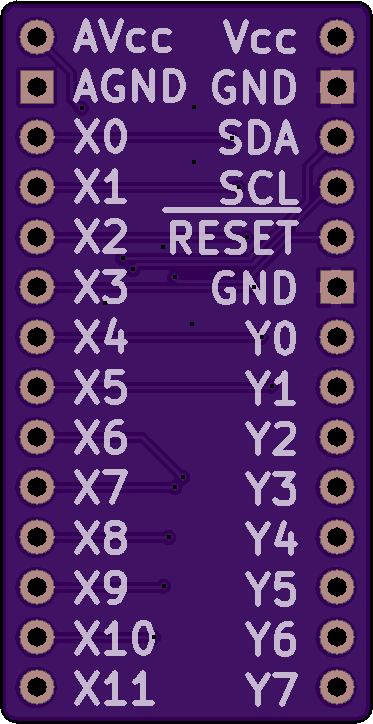 AVcc Vcc
AGND GND
X0 SDA
X1 SCL
X2 RESET
X3 GND
X4 Y0
X5 Y1
X6 Y2
X7 Y3
X8 Y4
X9 Y5
X10 Y6
X11 Y7